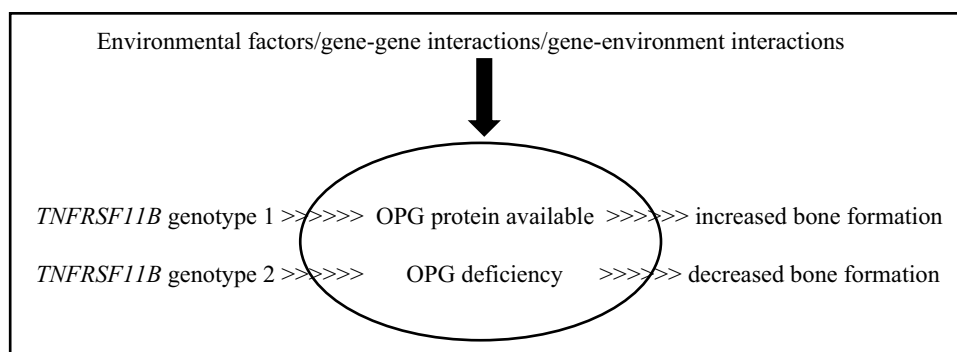 Environmental factors/gene-gene interactions/gene-environment interactions
TNFRSF11B genotype 1 >>>>>> OPG protein available >>>>>> increased bone formation
TNFRSF11B genotype 2 >>>>>> OPG deficiency >>>>>> decreased bone formation